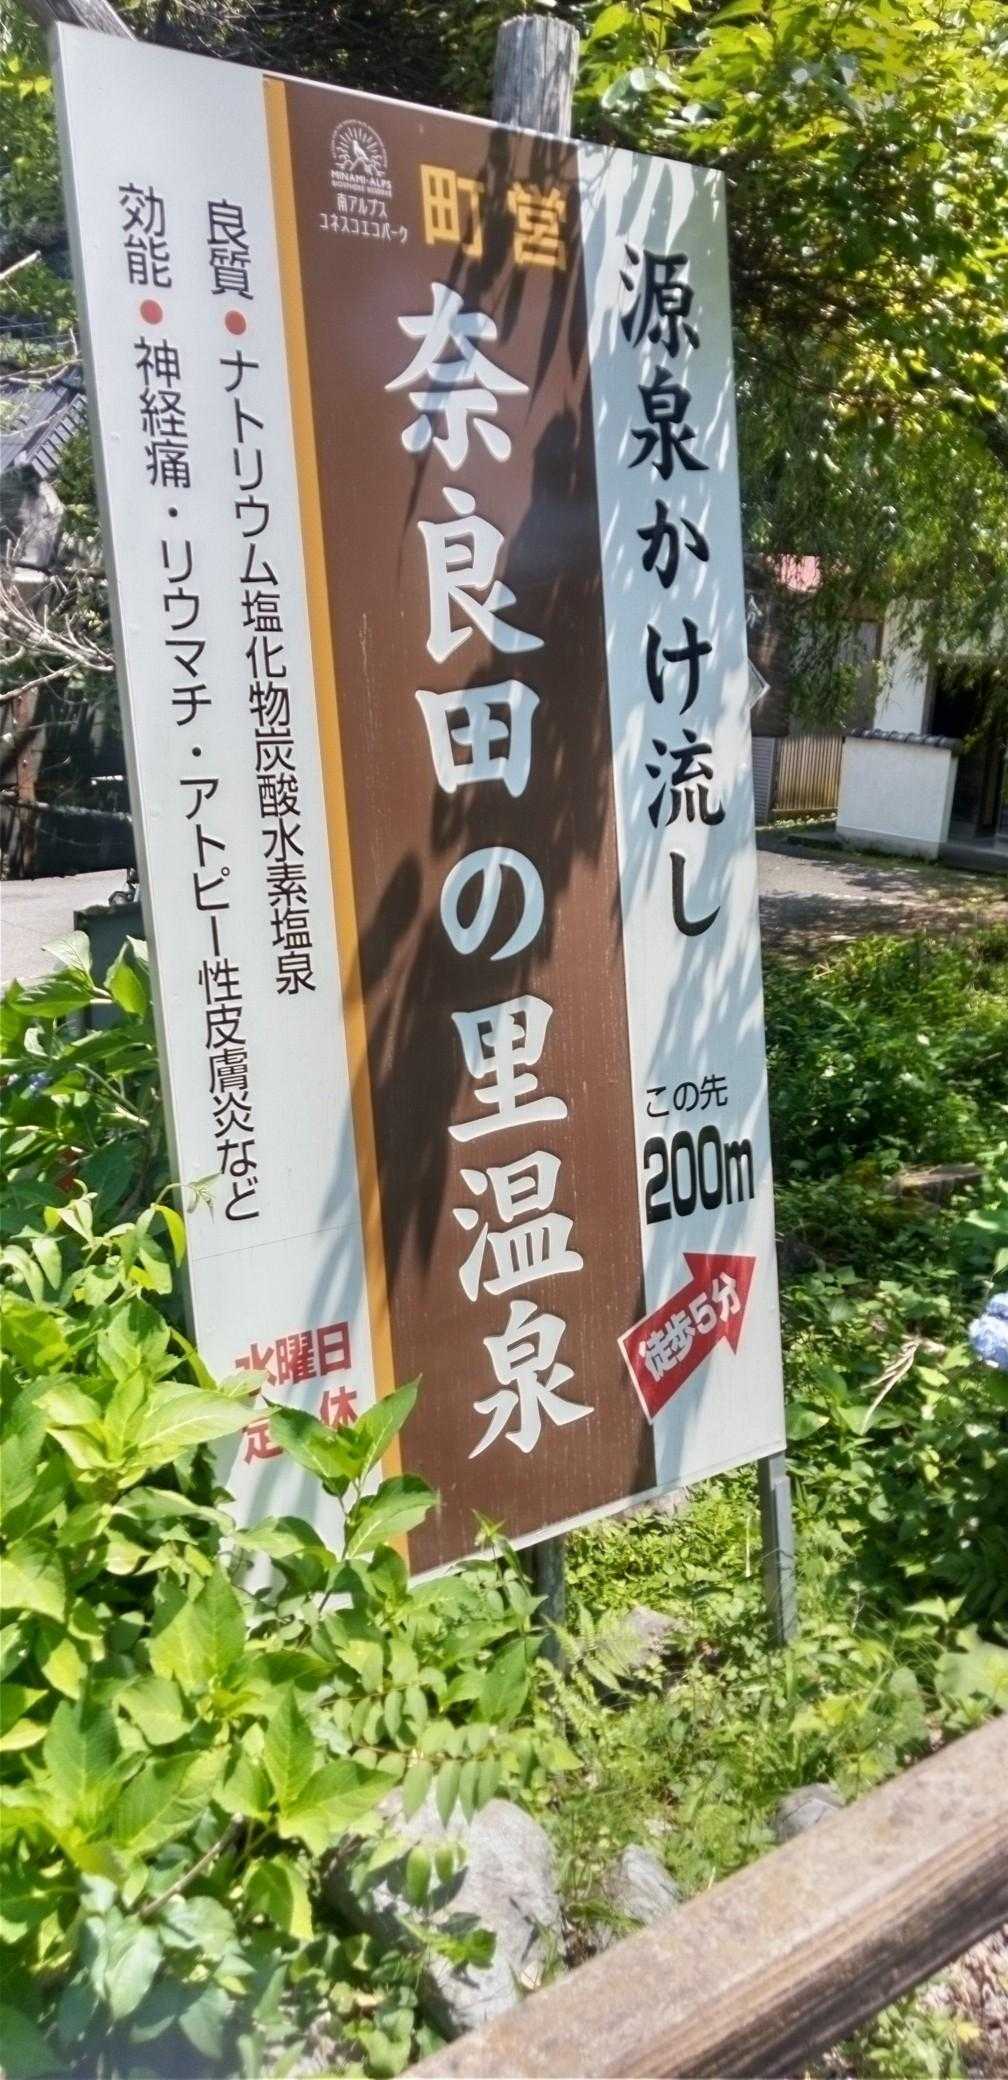 源泉かけ流し
この先
200m
徒歩5分
MINAMI-ALPS
BIOSPHERE RESERVE
南アルプス
ユネスコエコパーク
町営
奈良田の里温泉
良質●ナトリウム塩化物炭酸水素塩泉
効能●神経痛・リウマチ・アトピー性皮膚炎など
水曜日
定休